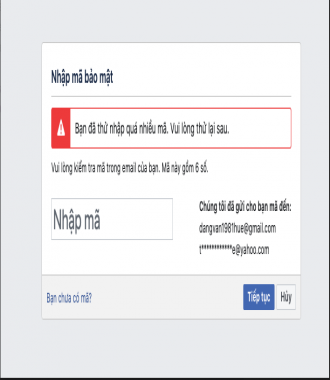 Nhập mã bảo mật
Bạn đã thử nhập quá nhiều mã. Vui lòng thử lại sau.
Vui lòng kiểm tra mã trong email của bạn. Mã này gồm 6 số.
Nhập mã
Chúng tôi đã gửi cho bạn mã đến:
dangvan1981hue@gmail.com
t************e@yahoo.com
Bạn chưa có mã?
Tiếp tục
Hủy